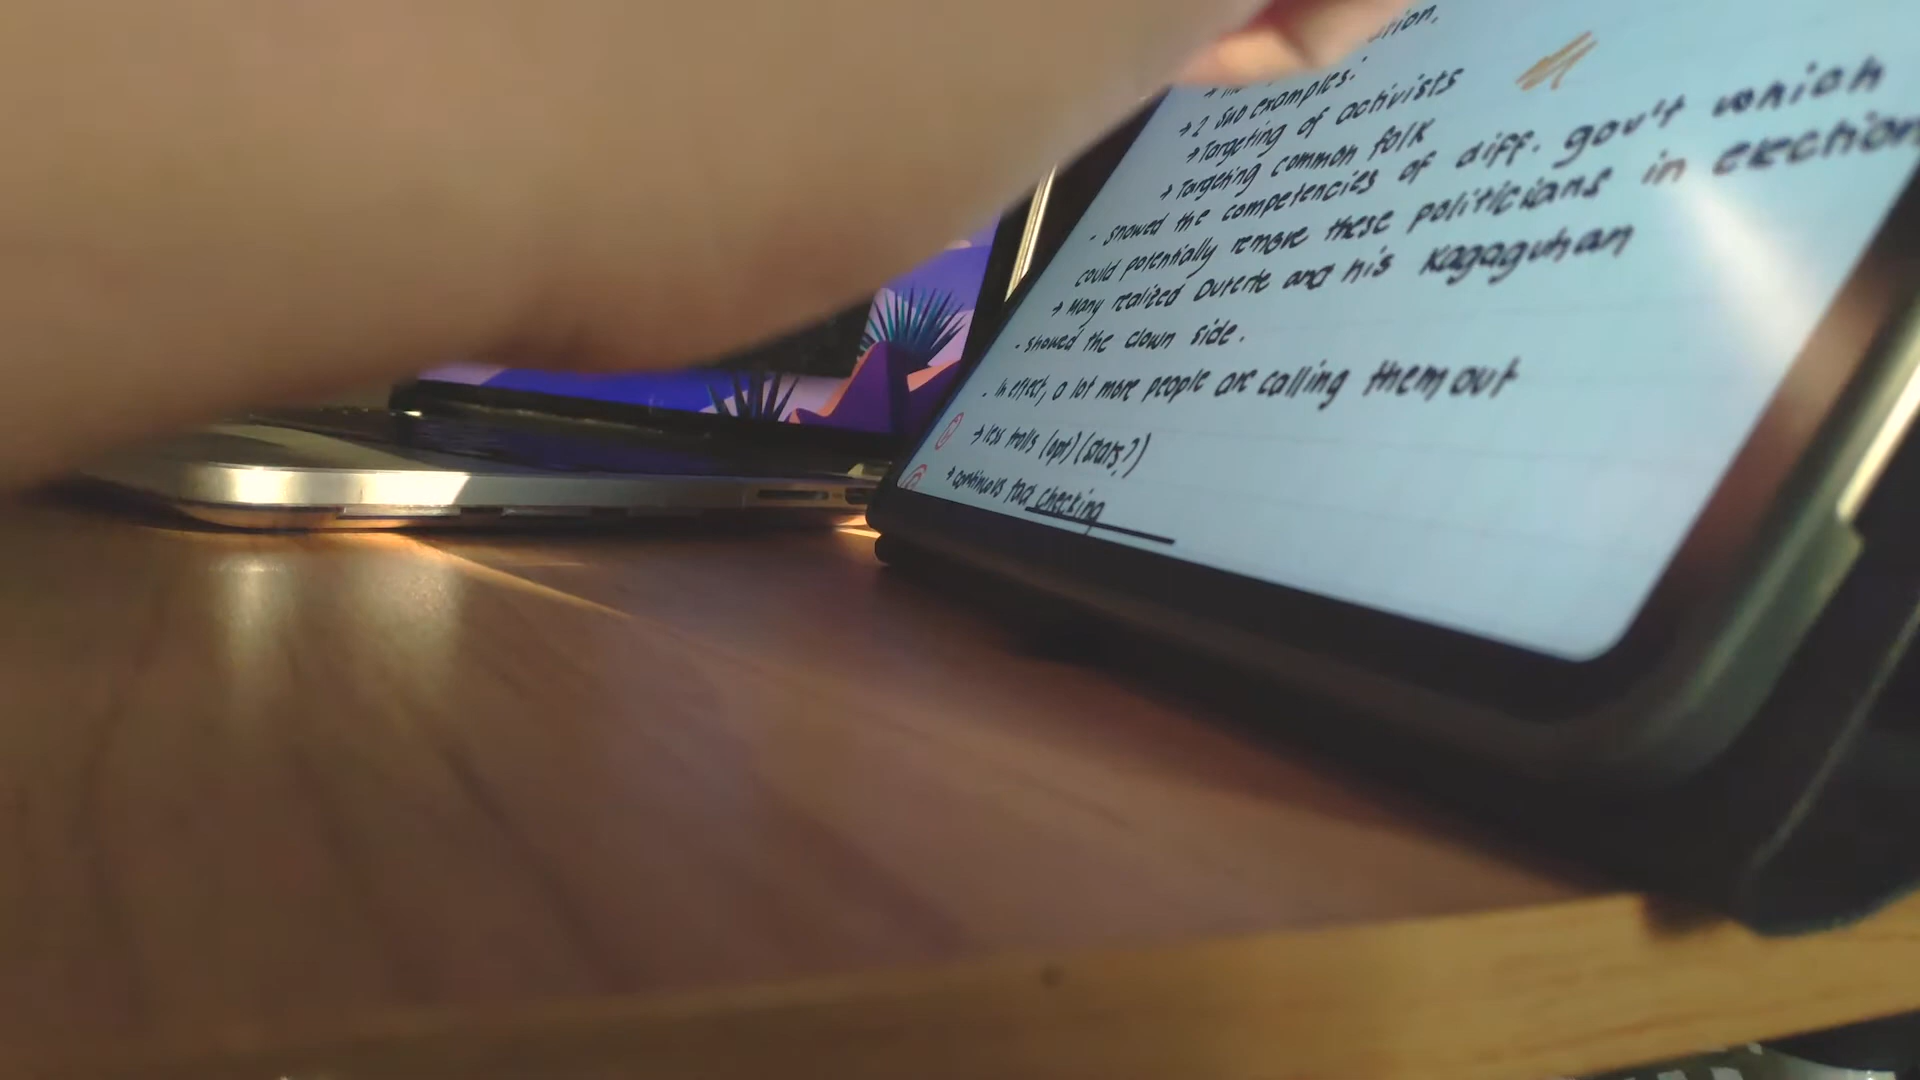 → 2 sub examples:
→ Targeting of activists
→ Targeting common folk
- showed the competencies of diff. gov't which
could potentially remove these politicians in election
→ Many realized Duterte and his kagaguhan
- showed the clown side.
- In effect, a lot more people are calling them out
→ less trolls (opt) (stats?)
→ continuous fact checking